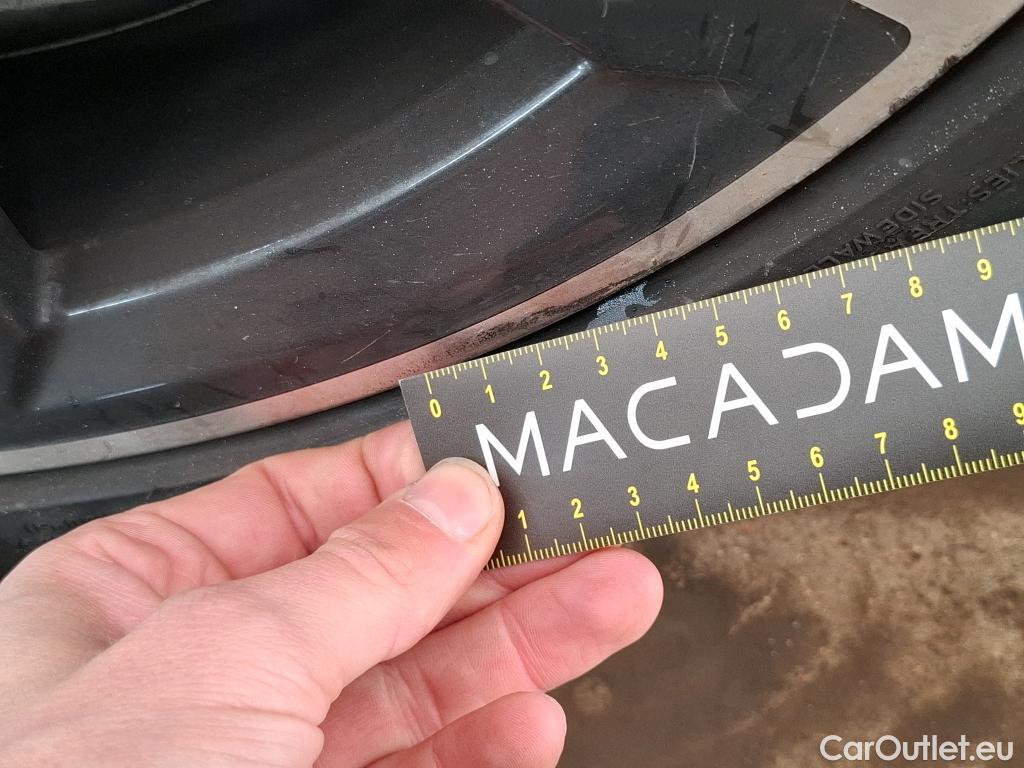 SIDEWALL
0 1 2 3 4 5 6 7 8 9
MACADAM
1 2 3 4 5 6 7 8 9
CarOutlet.eu